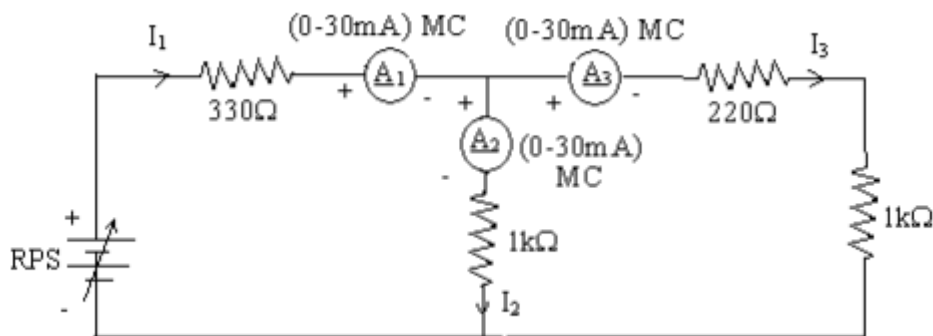 I₁
(0-30mA) MC
(0-30mA) MC
I₃
A₁
A₃
+
-
+
+
-
330Ω
220Ω
A₂
(0-30mA)
MC
-
1kΩ
1kΩ
+
RPS
-
I₂